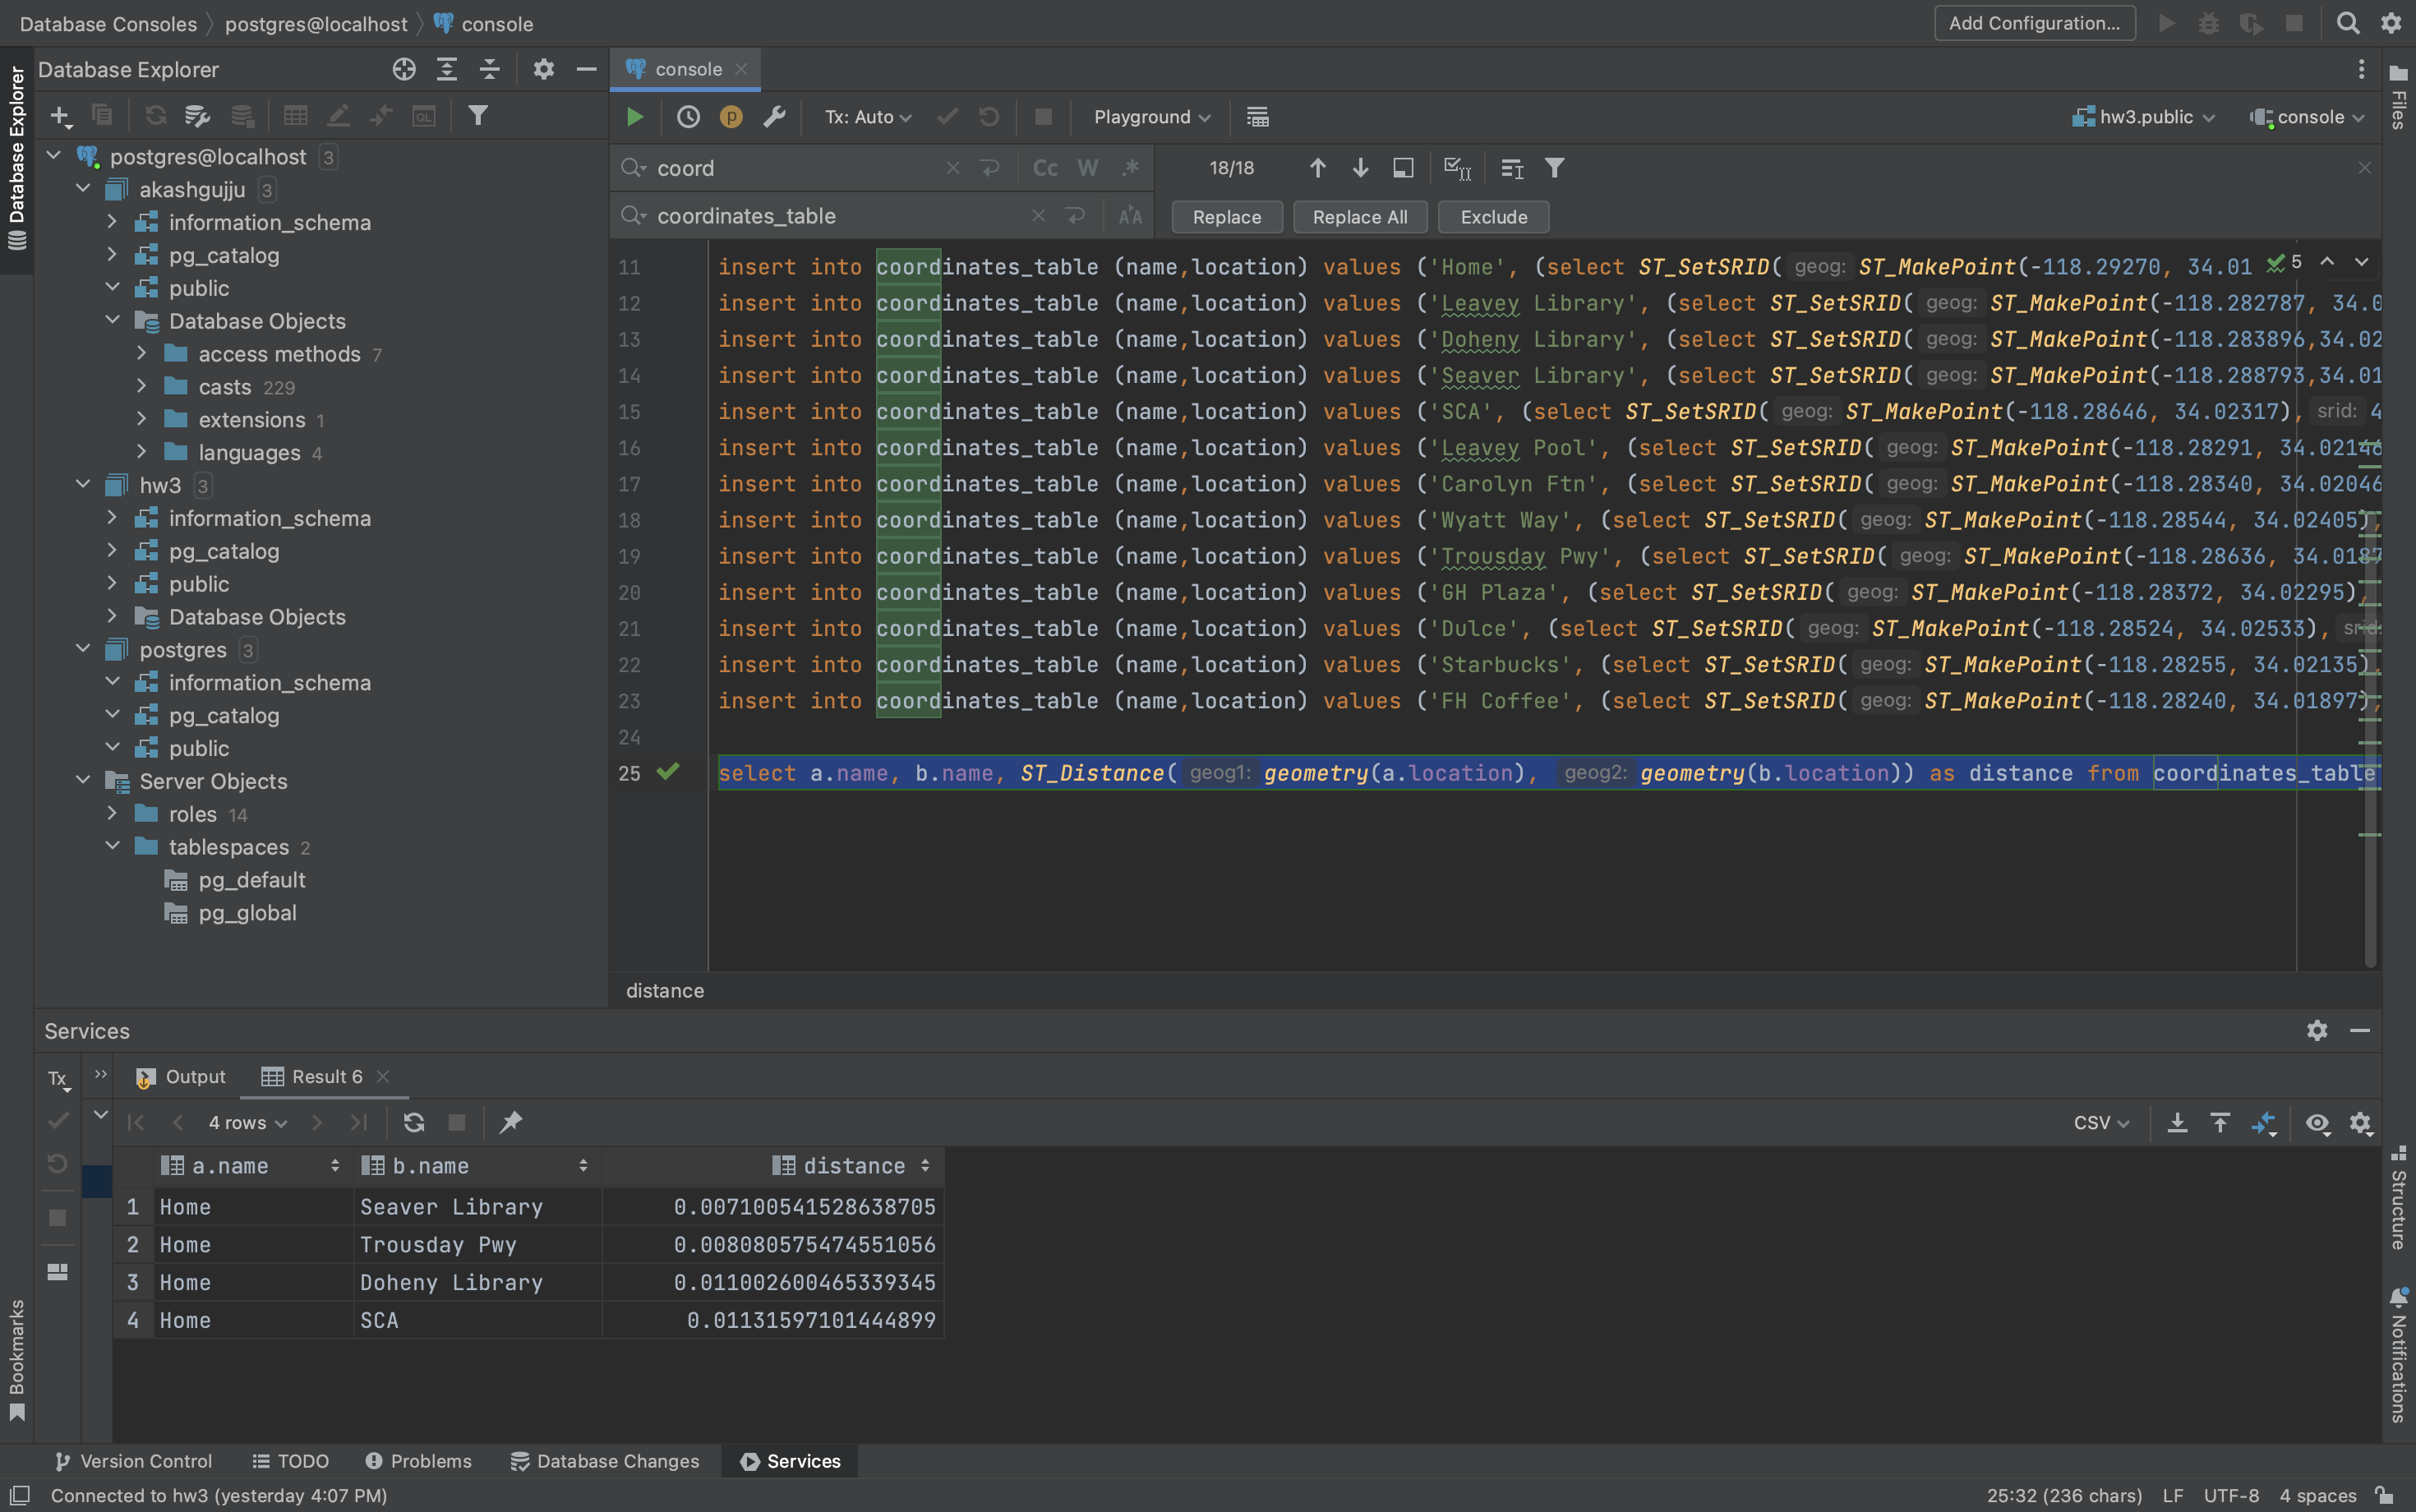 Database Consoles postgres@localhost console
Add Configuration...
Database Explorer
console
Tx: Auto Playground hw3.public console
coord Cc W .* 18/18
coordinates_table Replace Replace All Exclude
Database Explorer
Files
postgres@localhost 3
akashgujju 3
information_schema
pg_catalog
public
Database Objects
access methods 7
casts 229
extensions 1
languages 4
hw3 3
information_schema
pg_catalog
public
Database Objects
postgres 3
information_schema
pg_catalog
public
Server Objects
roles 14
tablespaces 2
pg_default
pg_global
11 insert into coordinates_table (name,location) values ('Home', (select ST_SetSRID( geog: ST_MakePoint(-118.29270, 34.01 5
12 insert into coordinates_table (name,location) values ('Leavey Library', (select ST_SetSRID( geog: ST_MakePoint(-118.282787, 34.0
13 insert into coordinates_table (name,location) values ('Doheny Library', (select ST_SetSRID( geog: ST_MakePoint(-118.283896,34.02
14 insert into coordinates_table (name,location) values ('Seaver Library', (select ST_SetSRID( geog: ST_MakePoint(-118.288793,34.01
15 insert into coordinates_table (name,location) values ('SCA', (select ST_SetSRID( geog: ST_MakePoint(-118.28646, 34.02317), srid: 4
16 insert into coordinates_table (name,location) values ('Leavey Pool', (select ST_SetSRID( geog: ST_MakePoint(-118.28291, 34.02146
17 insert into coordinates_table (name,location) values ('Carolyn Ftn', (select ST_SetSRID( geog: ST_MakePoint(-118.28340, 34.02046
18 insert into coordinates_table (name,location) values ('Wyatt Way', (select ST_SetSRID( geog: ST_MakePoint(-118.28544, 34.02405),
19 insert into coordinates_table (name,location) values ('Trousday Pwy', (select ST_SetSRID( geog: ST_MakePoint(-118.28636, 34.0187
20 insert into coordinates_table (name,location) values ('GH Plaza', (select ST_SetSRID( geog: ST_MakePoint(-118.28372, 34.02295),
21 insert into coordinates_table (name,location) values ('Dulce', (select ST_SetSRID( geog: ST_MakePoint(-118.28524, 34.02533), srid:
22 insert into coordinates_table (name,location) values ('Starbucks', (select ST_SetSRID( geog: ST_MakePoint(-118.28255, 34.02135),
23 insert into coordinates_table (name,location) values ('FH Coffee', (select ST_SetSRID( geog: ST_MakePoint(-118.28240, 34.01897),
24
25 select a.name, b.name, ST_Distance( geog1: geometry(a.location), geog2: geometry(b.location)) as distance from coordinates_table
distance
Services
Tx Output Result 6
4 rows CSV
a.name b.name distance
1 Home Seaver Library 0.007100541528638705
2 Home Trousday Pwy 0.008080575474551056
3 Home Doheny Library 0.011002600465339345
4 Home SCA 0.01131597101444899
Structure
Notifications
Bookmarks
Version Control TODO Problems Database Changes Services
Connected to hw3 (yesterday 4:07 PM) 25:32 (236 chars) LF UTF-8 4 spaces